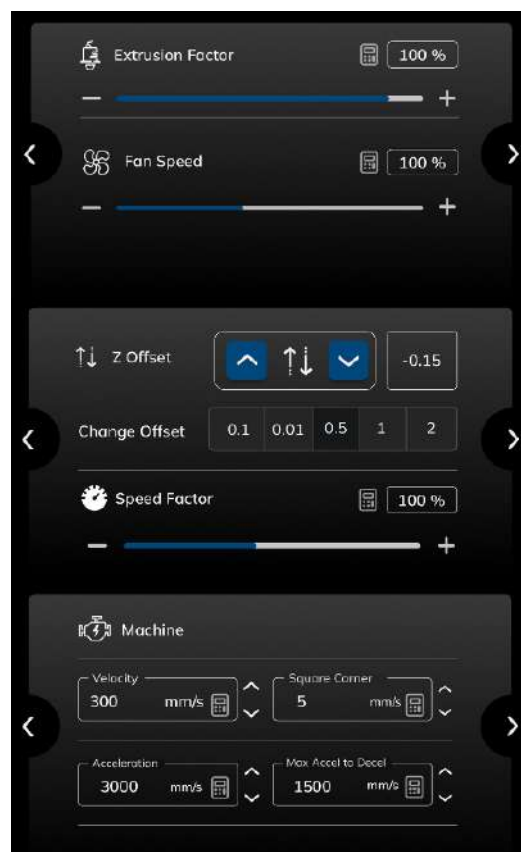 Extrusion Factor 100 %
Fan Speed 100 %
Z Offset -0.15
Change Offset 0.1 0.01 0.5 1 2
Speed Factor 100 %
Machine
Velocity Square Corner
300 mm/s 5 mm/s
Acceleration Max Accel to Decel
3000 mm/s 1500 mm/s